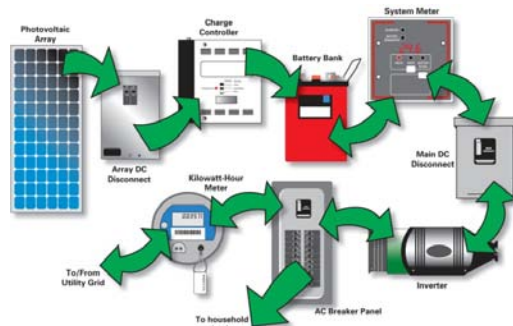 Photovoltaic
Array
Charge
Controller
System Meter
Battery Bank
Array DC
Disconnect
Main DC
Disconnect
Kilowatt-Hour
Meter
To/From
Utility Grid
AC Breaker Panel
Inverter
To household